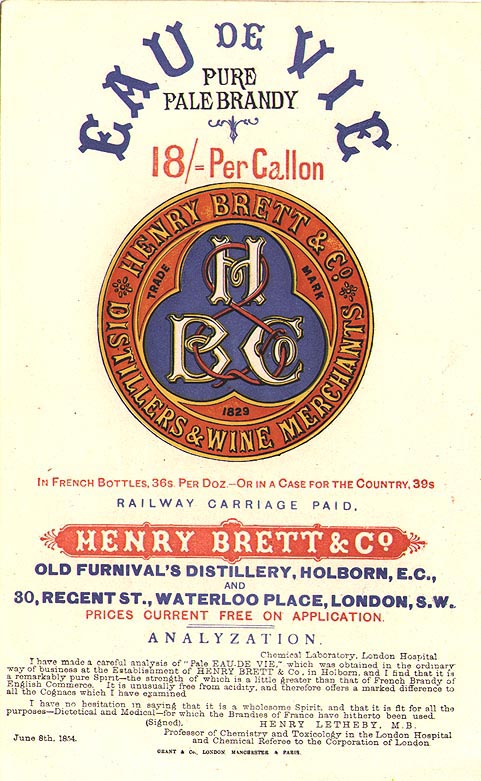 EAU DE VIE
PURE
PALE BRANDY
18/= Per Gallon
HENRY BRETT & Co.
TRADE MARK
H
B C
1829
DISTILLERS & WINE MERCHANTS
IN FRENCH BOTTLES, 36s. PER DOZ.—OR IN A CASE FOR THE COUNTRY, 39s
RAILWAY CARRIAGE PAID.
HENRY BRETT & Co.
OLD FURNIVAL'S DISTILLERY, HOLBORN, E.C.,
AND
30, REGENT ST., WATERLOO PLACE, LONDON, S.W.
PRICES CURRENT FREE ON APPLICATION.
ANALYZATION.
Chemical Laboratory, London Hospital
I have made a careful analysis of "Pale EAU-DE VIE," which was obtained in the ordinary
way of business at the Establishment of HENRY BRETT & Co., in Holborn, and I find that it is
a remarkably pure Spirit—the strength of which is a little greater than that of French Brandy of
English Commerce. It is unusually free from acidity, and therefore offers a marked difference to
all the Cognacs which I have examined
I have no hesitation in saying that it is a wholesome Spirit, and that it is fit for all the
purposes—Dietetical and Medical—for which the Brandies of France have hitherto been used.
(Signed), HENRY LETHEBY, M.B.
Professor of Chemistry and Toxicology in the London Hospital
June 8th, 1854. and Chemical Referee to the Corporation of London
GRANT & Co., LONDON MANCHESTER & PARIS.